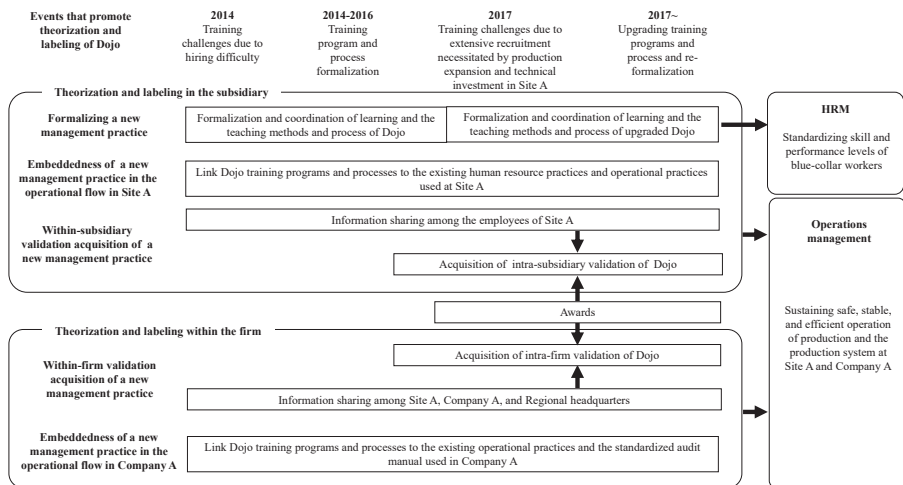 Events that promote
theorization and
labeling of Dojo
2014
Training
challenges due to
hiring difficulty
2014-2016
Training
program and
process
formalization
2017
Training challenges due to
extensive recruitment
necessitated by production
expansion and technical
investment in Site A
2017~
Upgrading training
programs and
process and re-
formalization
Theorization and labeling in the subsidiary
Formalizing a new
management practice
Formalization and coordination of learning and the
teaching methods and process of Dojo
Formalization and coordination of learning and the
teaching methods and process of upgraded Dojo
Embeddedness of a new
management practice in the
operational flow in Site A
Link Dojo training programs and processes to the existing human resource practices and operational practices
used at Site A
Within-subsidiary
validation acquisition of a
new management practice
Information sharing among the employees of Site A
Acquisition of intra-subsidiary validation of Dojo
Awards
Theorization and labeling within the firm
Within-firm validation
acquisition of a new
management practice
Acquisition of intra-firm validation of Dojo
Information sharing among Site A, Company A, and Regional headquarters
Embeddedness of a new
management practice in the
operational flow in Company A
Link Dojo training programs and processes to the existing operational practices and the standardized audit
manual used in Company A
HRM
Standardizing skill and
performance levels of
blue-collar workers
Operations
management
Sustaining safe, stable,
and efficient operation
of production and the
production system at
Site A and Company A